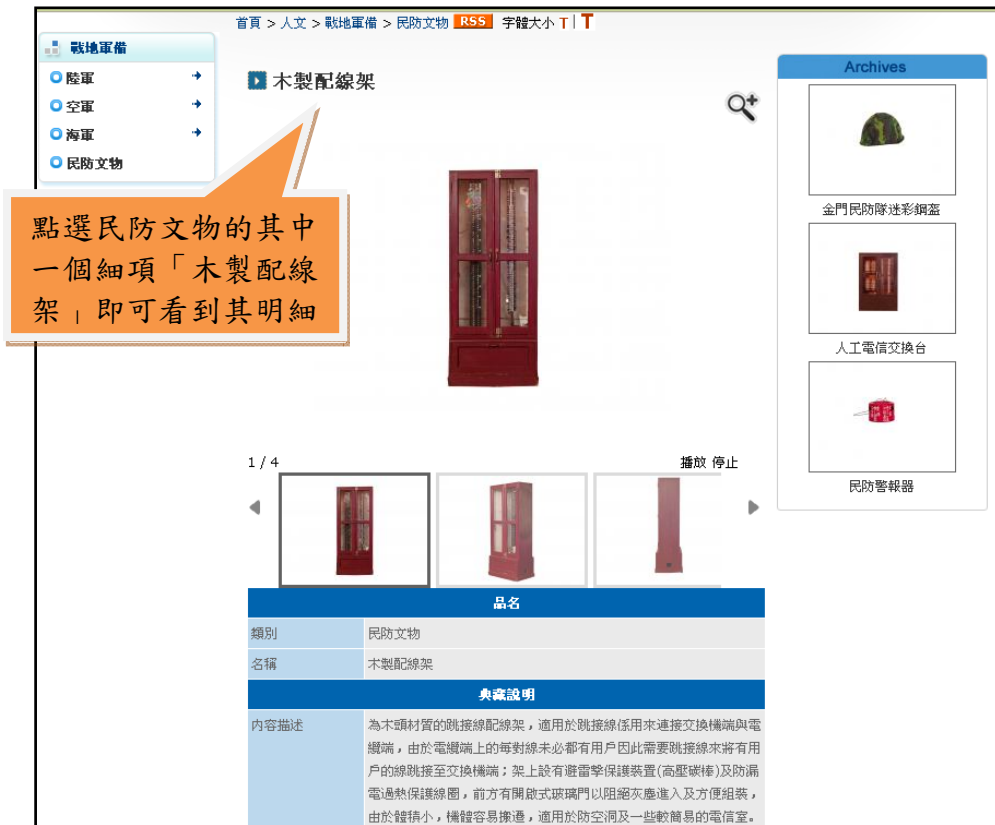 首頁 > 人文 > 戰地軍備 > 民防文物 RSS 字體大小 T | T
戰地軍備
陸軍
空軍
海軍
民防文物
木製配線架
點選民防文物的其中
一個細項「木製配線
架」即可看到其明細
1 / 4
播放 停止
品名
類別 民防文物
名稱 木製配線架
典藏說明
內容描述 為木頭材質的跳接線配線架，適用於跳接線係用來連接交換機端與電
纜端，由於電纜端上的每對線未必都有用戶因此需要跳接線來將有用
戶的線跳接至交換機端；架上設有避雷擊保護裝置(高壓碳棒)及防漏
電過熱保護線圈，前方有開啟式玻璃門以阻絕灰塵進入及方便組裝，
由於體積小，機體容易搬遷，適用於防空洞及一些較簡易的電信室。
Archives
金門民防隊迷彩鋼盔
人工電信交換台
民防警報器